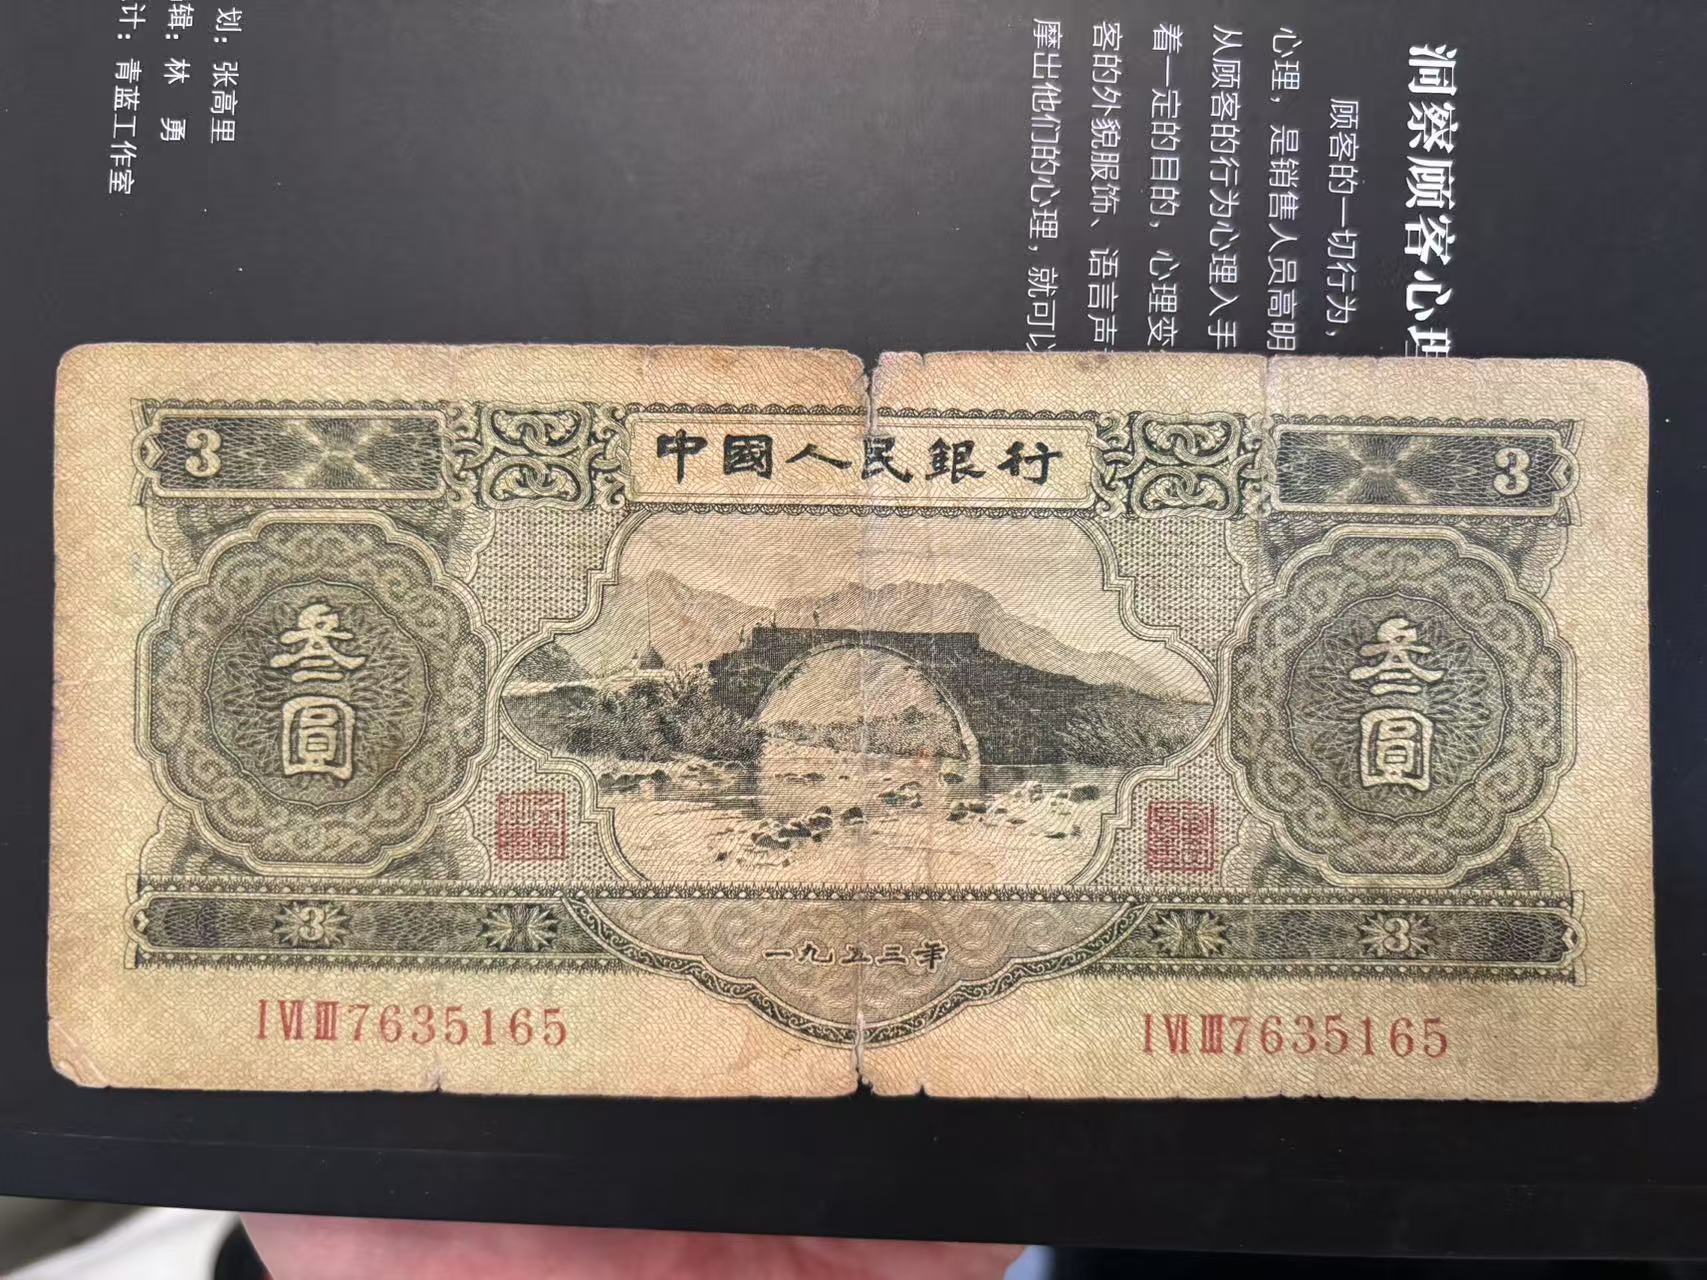 洞察顾客心理
顾客的一切行为，
心理，是销售人员高明
从顾客的行为心理入手
着一定的目的，心理变
客的外貌服饰、语言声
摩出他们的心理，就可以
划：张高里
辑：林 勇
计：青蓝工作室
3 中國人民銀行 3
叁圓 叁圓
3 3
一九五三年
ⅠⅥⅢ7635165 ⅠⅥⅢ7635165